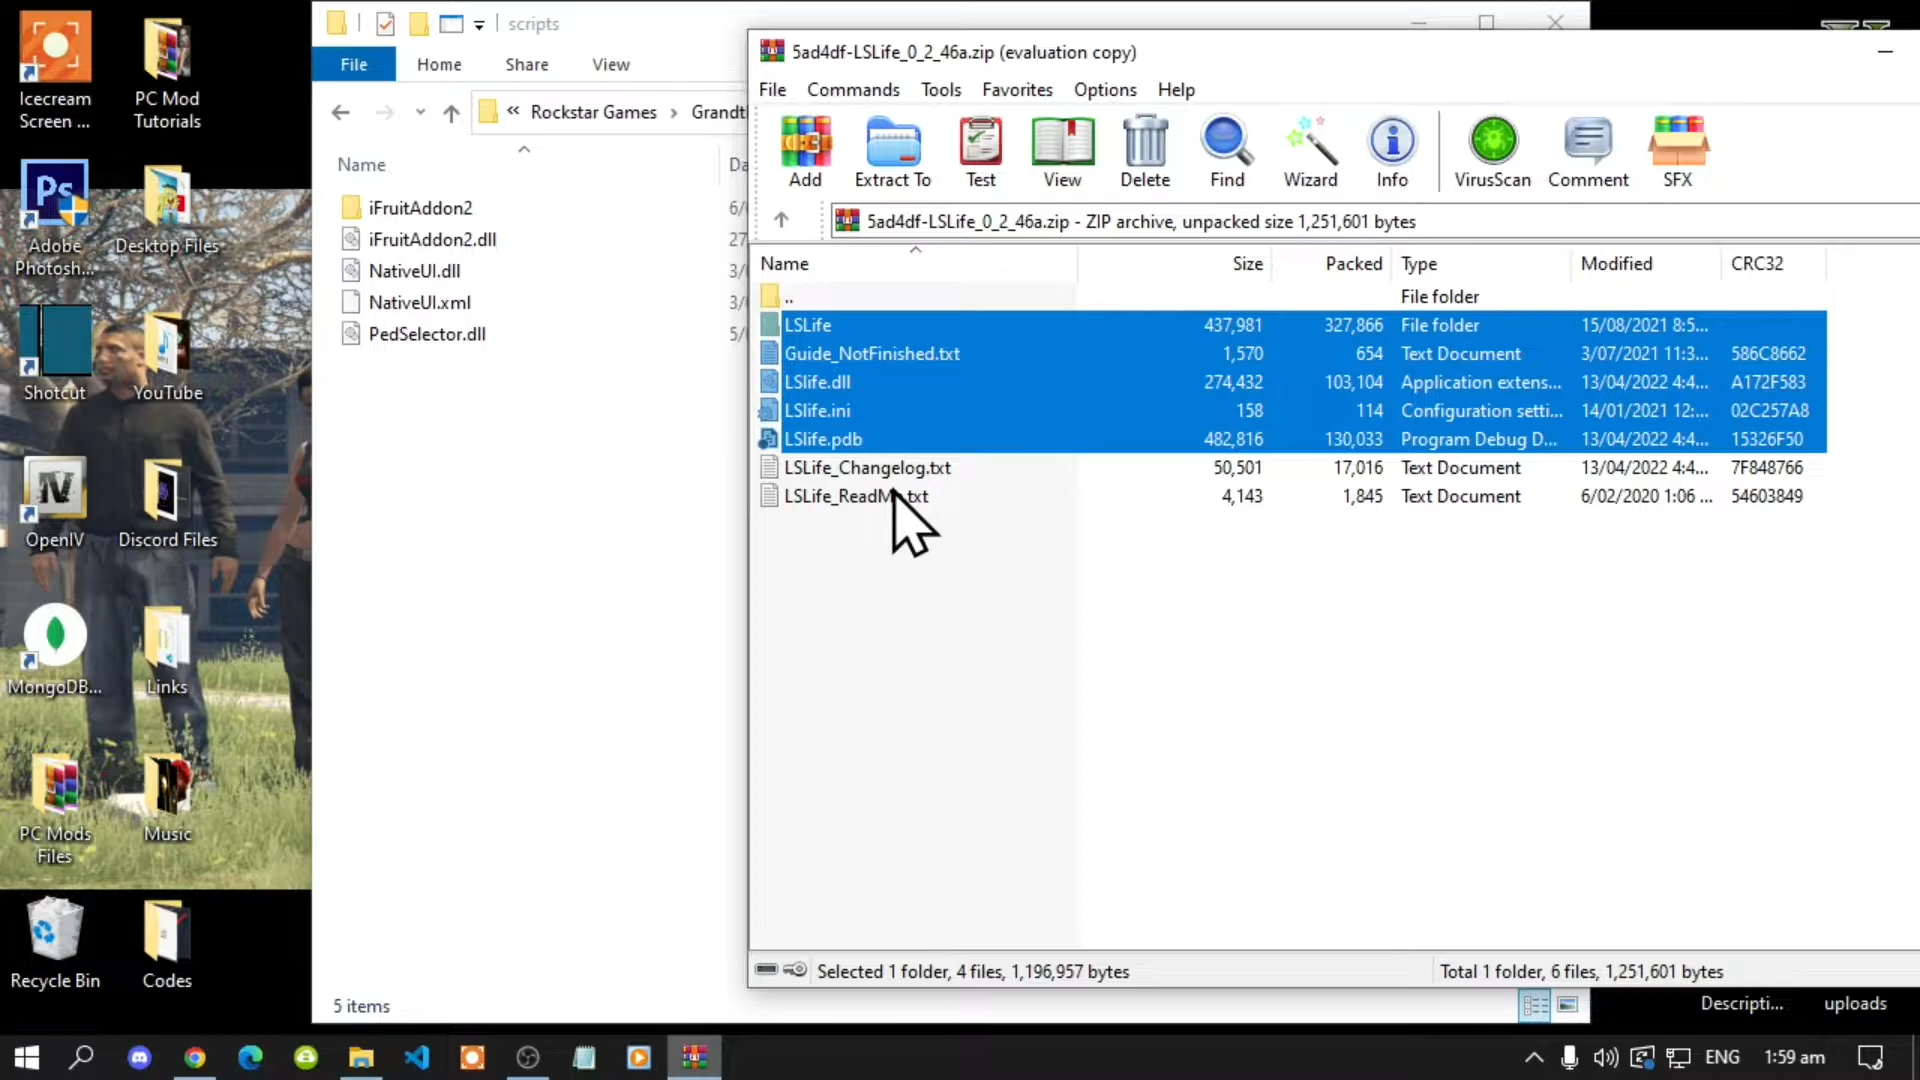 Icecream
Screen ...
PC Mod
Tutorials
Adobe
Photosh...
Desktop Files
Shotcut
YouTube
OpenIV
Discord Files
MongoDB...
Links
PC Mods
Files
Music
Recycle Bin
Codes
scripts
File Home Share View
« Rockstar Games > Grandt
Name
Da
iFruitAddon2 6/
iFruitAddon2.dll 27
NativeUI.dll 3/
NativeUI.xml 3/
PedSelector.dll 5/
5 items
5ad4df-LSLife_0_2_46a.zip (evaluation copy)
File Commands Tools Favorites Options Help
Add Extract To Test View Delete Find Wizard Info VirusScan Comment SFX
5ad4df-LSLife_0_2_46a.zip - ZIP archive, unpacked size 1,251,601 bytes
Name Size Packed Type Modified CRC32
.. File folder
LSLife 437,981 327,866 File folder 15/08/2021 8:5...
Guide_NotFinished.txt 1,570 654 Text Document 3/07/2021 11:3... 586C8662
LSlife.dll 274,432 103,104 Application extens... 13/04/2022 4:4... A172F583
LSlife.ini 158 114 Configuration setti... 14/01/2021 12:... 02C257A8
LSlife.pdb 482,816 130,033 Program Debug D... 13/04/2022 4:4... 15326F50
LSLife_Changelog.txt 50,501 17,016 Text Document 13/04/2022 4:4... 7F848766
LSLife_ReadMe.txt 4,143 1,845 Text Document 6/02/2020 1:06 ... 54603849
Selected 1 folder, 4 files, 1,196,957 bytes
Total 1 folder, 6 files, 1,251,601 bytes
Descripti... uploads
ENG 1:59 am